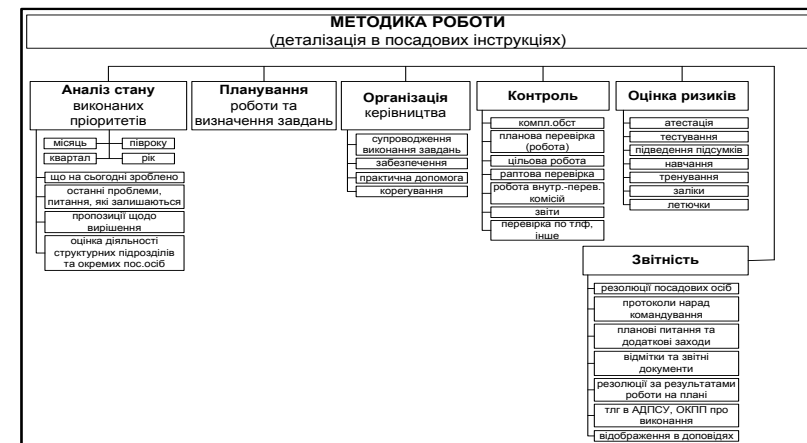 МЕТОДИКА РОБОТИ
(деталізація в посадових інструкціях)
Аналіз стану
виконаних
пріоритетів
місяць
півроку
квартал
рік
що на сьогодні зроблено
останні проблеми,
питання, які залишаються
пропозиції щодо
вирішення
оцінка діяльності
структурних підрозділів
та окремих пос.осіб
Планування
роботи та
визначення завдань
Організація
керівництва
супроводження
виконання завдань
забезпечення
практична допомога
корегування
Контроль
компл.обст
планова перевірка
(робота)
цільова робота
раптова перевірка
робота внутр.-перев.
комісій
звіти
перевірка по тлф,
інше
Оцінка ризиків
атестація
тестування
підведення підсумків
навчання
тренування
заліки
летючки
Звітність
резолюції посадових осіб
протоколи нарад
командування
планові питання та
додаткові заходи
відмітки та звітні
документи
резолюції за результатами
роботи на плані
тлг в АДПСУ, ОКПП про
виконання
відображення в доповідях